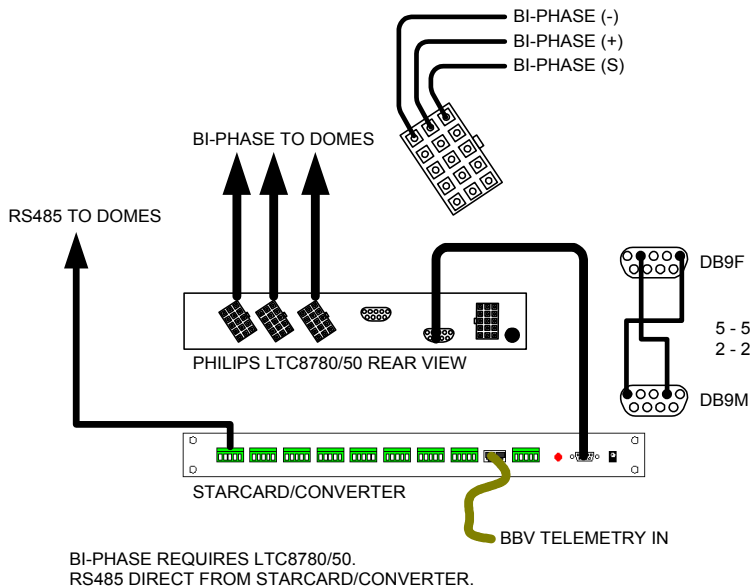 BI-PHASE (-)
BI-PHASE (+)
BI-PHASE (S)
BI-PHASE TO DOMES
RS485 TO DOMES
DB9F
5 - 5
2 - 2
DB9M
PHILIPS LTC8780/50 REAR VIEW
STARCARD/CONVERTER
BBV TELEMETRY IN
BI-PHASE REQUIRES LTC8780/50.
RS485 DIRECT FROM STARCARD/CONVERTER.